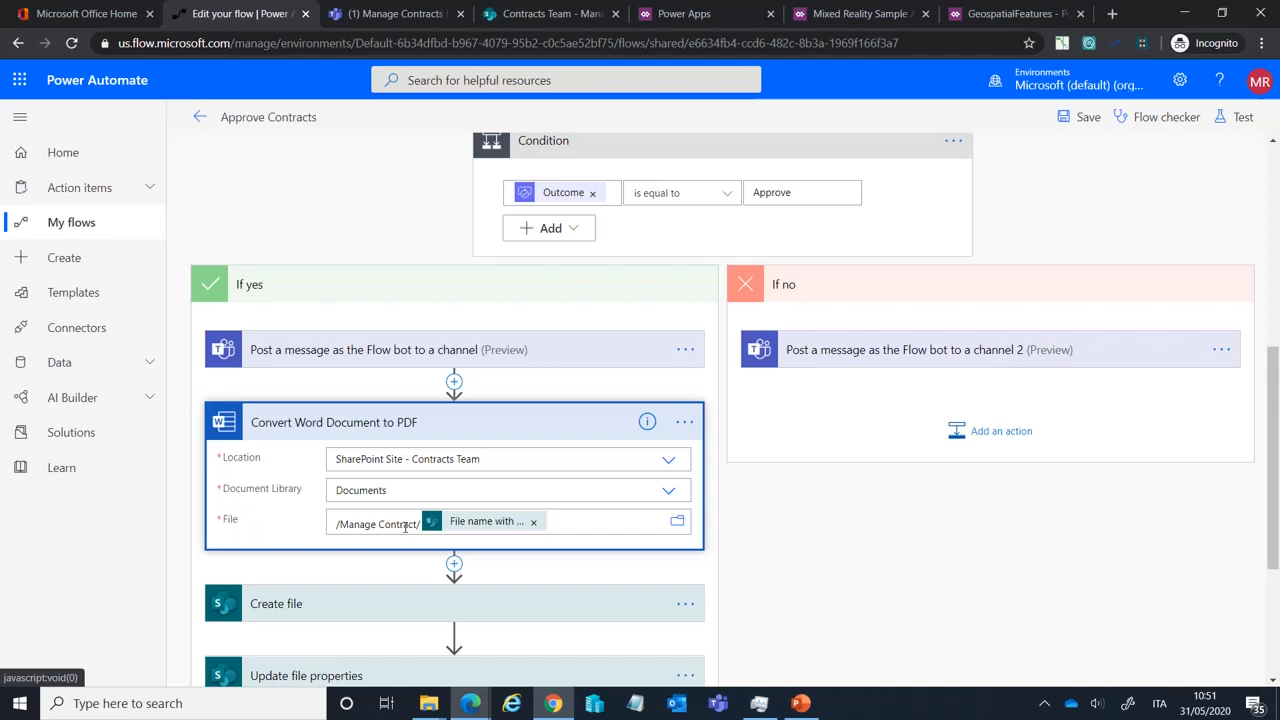 Microsoft Office Home
Edit your flow | Power
(1) Manage Contracts
Contracts Team - Man
Power Apps
Mixed Reality Sample /
GeospatialFeatures - P
us.flow.microsoft.com/manage/environments/Default-6b34dfbd-b967-4079-95b2-c0c5ae52bf75/flows/shared/e6634fb4-ccd6-482c-8b3a-1969f166f3a7
Incognito
Power Automate
Search for helpful resources
Environments
Microsoft (default) (org...
MR
Approve Contracts
Save
Flow checker
Test
Home
Action items
My flows
Create
Templates
Connectors
Data
AI Builder
Solutions
Learn
Condition
Outcome
is equal to
Approve
Add
If yes
If no
Post a message as the Flow bot to a channel (Preview)
Post a message as the Flow bot to a channel 2 (Preview)
Convert Word Document to PDF
* Location
SharePoint Site - Contracts Team
* Document Library
Documents
* File
/Manage Contract/ File name with ...
Add an action
Create file
Update file properties
javascript:void(0)
Type here to search
ITA
10:51
31/05/2020
35